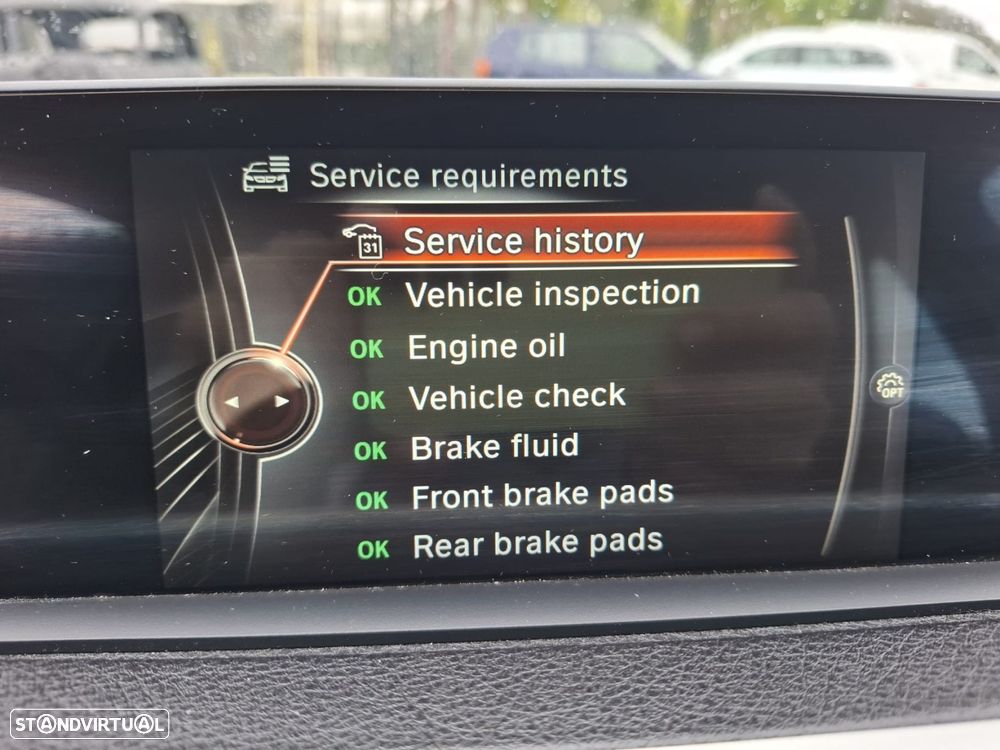 Service requirements
31 Service history
OK Vehicle inspection
OK Engine oil
OK Vehicle check
OPT
OK Brake fluid
OK Front brake pads
OK Rear brake pads
STANDVIRTUAL